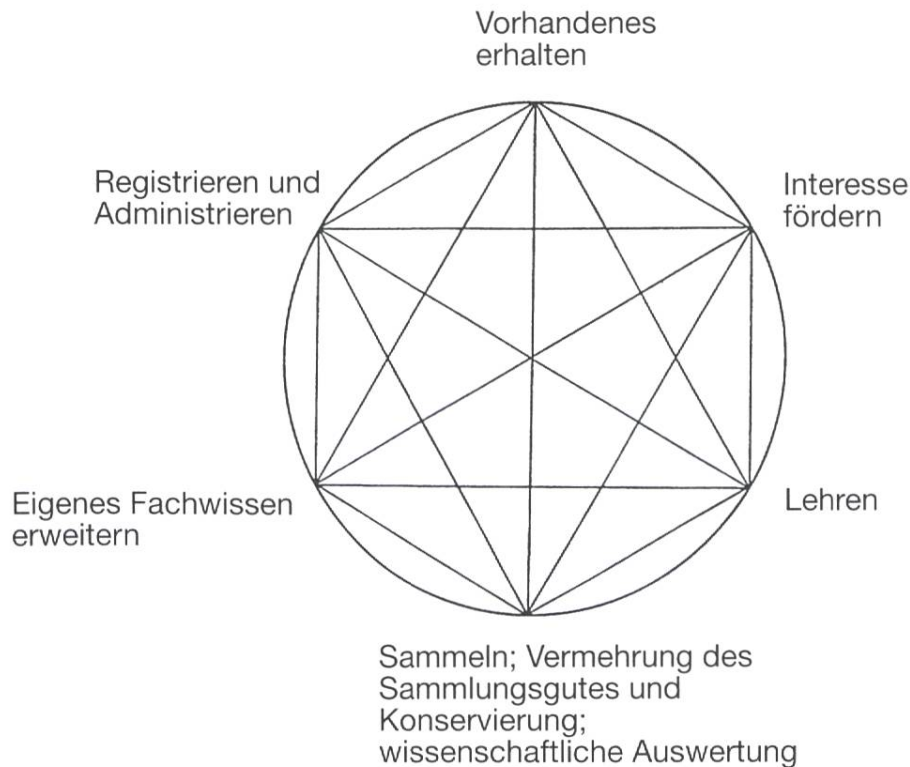 Vorhandenes
erhalten
Registrieren und
Administrieren
Interesse
fördern
Eigenes Fachwissen
erweitern
Lehren
Sammeln; Vermehrung des
Sammlungsgutes und
Konservierung;
wissenschaftliche Auswertung